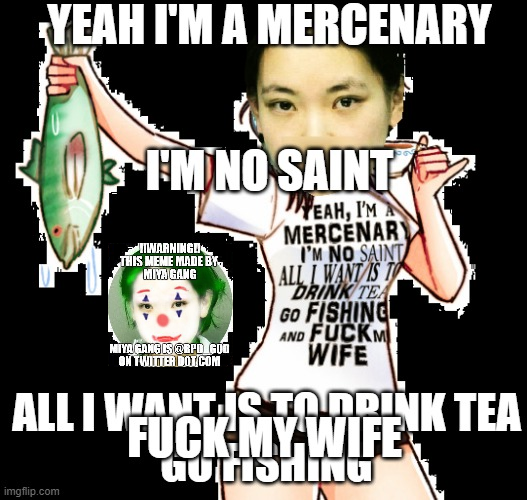 YEAH I'M A MERCENARY
I'M NO SAINT
YEAH, I'M A
MERCENARY
I'M NO SAINT
ALL I WANT IS TO
DRINK TEA
GO FISHING
AND FUCK M
WIFE
WARNING
THIS MEME MADE BY
MIYA GANG
MIYA GANG IS
ON TWITTER DOT COM
ALL I WANT IS TO DRINK TEA
FUCK MY WIFE
GO FISHING
imgflip.com